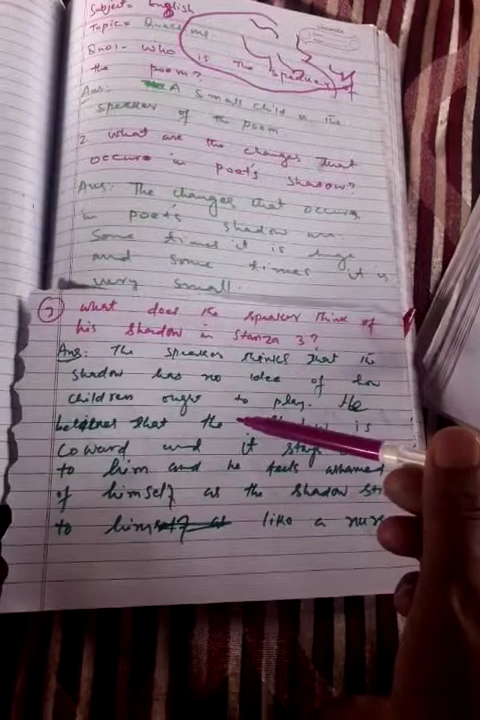 Subject= English
Topic= Ques
Que1- Who is the speaker of
the poem?
Ans: A small child is the
speaker of the poem
2 What are the changes that
occurs in poet's shadow?
Ans: The changes that occurs
in poet's shadow are
Some times it is huge
and some times it is
very small.
What does the speaker think of
his shadow in Stanza 3?
Ans: The speaker thinks that the
shadow has no idea of how
children ought to play. He
that the is
coward and it stays
to him and he feels ashamed
of himself as the shadow
to like a nurse